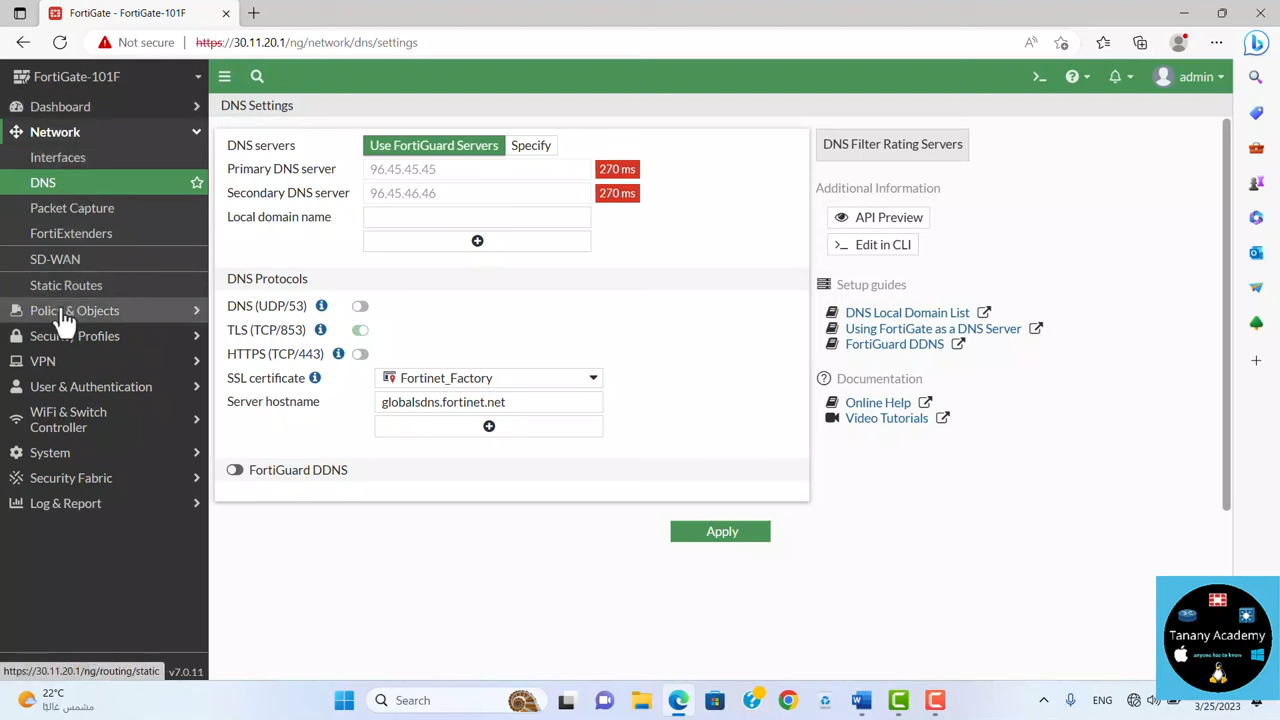 FortiGate - FortiGate-101F
Not secure
https://30.11.20.1/ng/network/dns/settings
FortiGate-101F
admin
Dashboard
Network
Interfaces
DNS
Packet Capture
FortiExtenders
SD-WAN
Static Routes
Policy & Objects
Security Profiles
VPN
User & Authentication
WiFi & Switch
Controller
System
Security Fabric
Log & Report
https://30.11.20.1/ng/routing/static
v7.0.11
DNS Settings
DNS servers
Use FortiGuard Servers
Specify
Primary DNS server
96.45.45.45
270 ms
Secondary DNS server
96.45.46.46
270 ms
Local domain name
DNS Protocols
DNS (UDP/53)
TLS (TCP/853)
HTTPS (TCP/443)
SSL certificate
Fortinet_Factory
Server hostname
globalsdns.fortinet.net
FortiGuard DDNS
Apply
DNS Filter Rating Servers
Additional Information
API Preview
Edit in CLI
Setup guides
DNS Local Domain List
Using FortiGate as a DNS Server
FortiGuard DDNS
Documentation
Online Help
Video Tutorials
Tanany Academy
anyone has to know
22°C
مشمس غالبًا
Search
ENG
3/25/2023